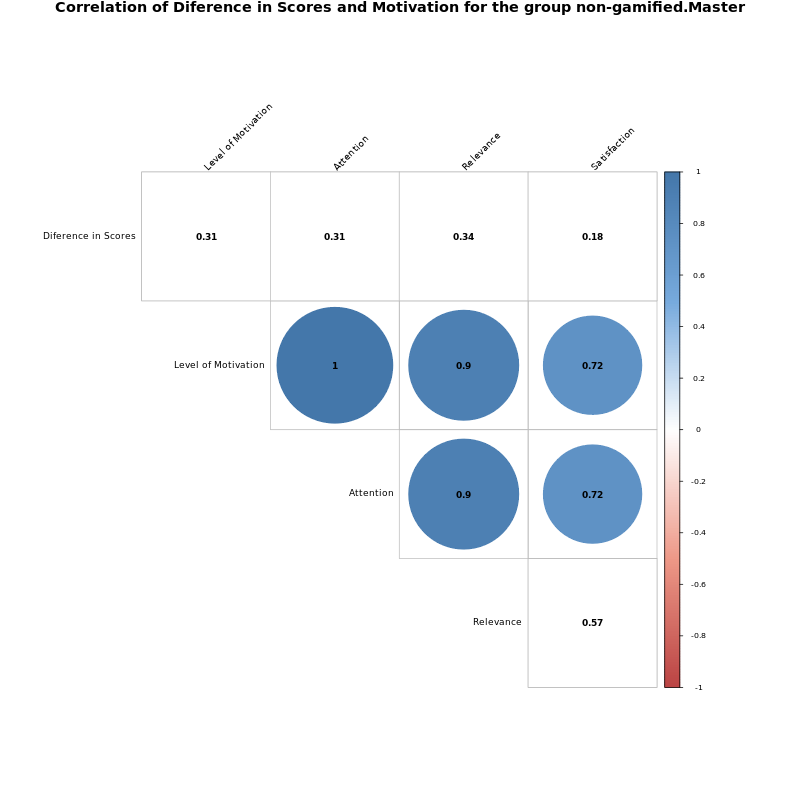 Correlation of Diference in Scores and Motivation for the group non-gamified.Master
Level of Motivation
Attention
Relevance
Satisfaction
Diference in Scores
0.31
0.31
0.34
0.18
Level of Motivation
1
0.9
0.72
Attention
0.9
0.72
Relevance
0.57
1
0.8
0.6
0.4
0.2
0
-0.2
-0.4
-0.6
-0.8
-1